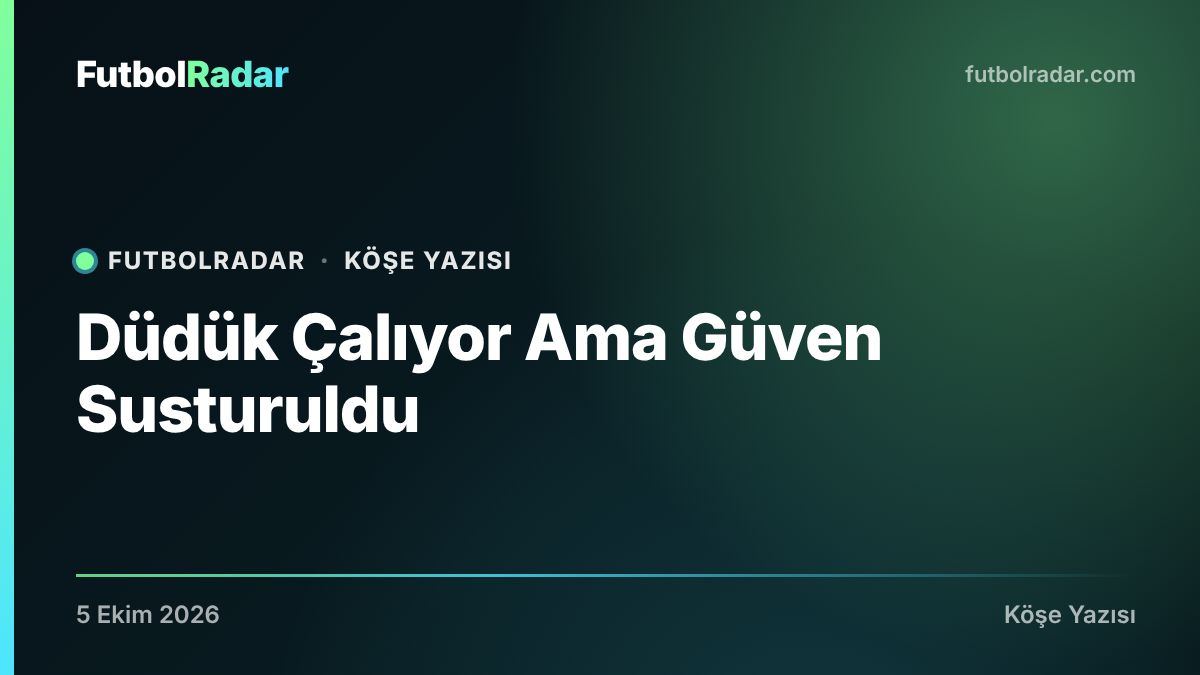 FutbolRadar
futbolradar.com
FUTBOLRADAR · KÖŞE YAZISI
Düdük Çalıyor Ama Güven
Susturuldu
5 Ekim 2026
Köşe Yazısı